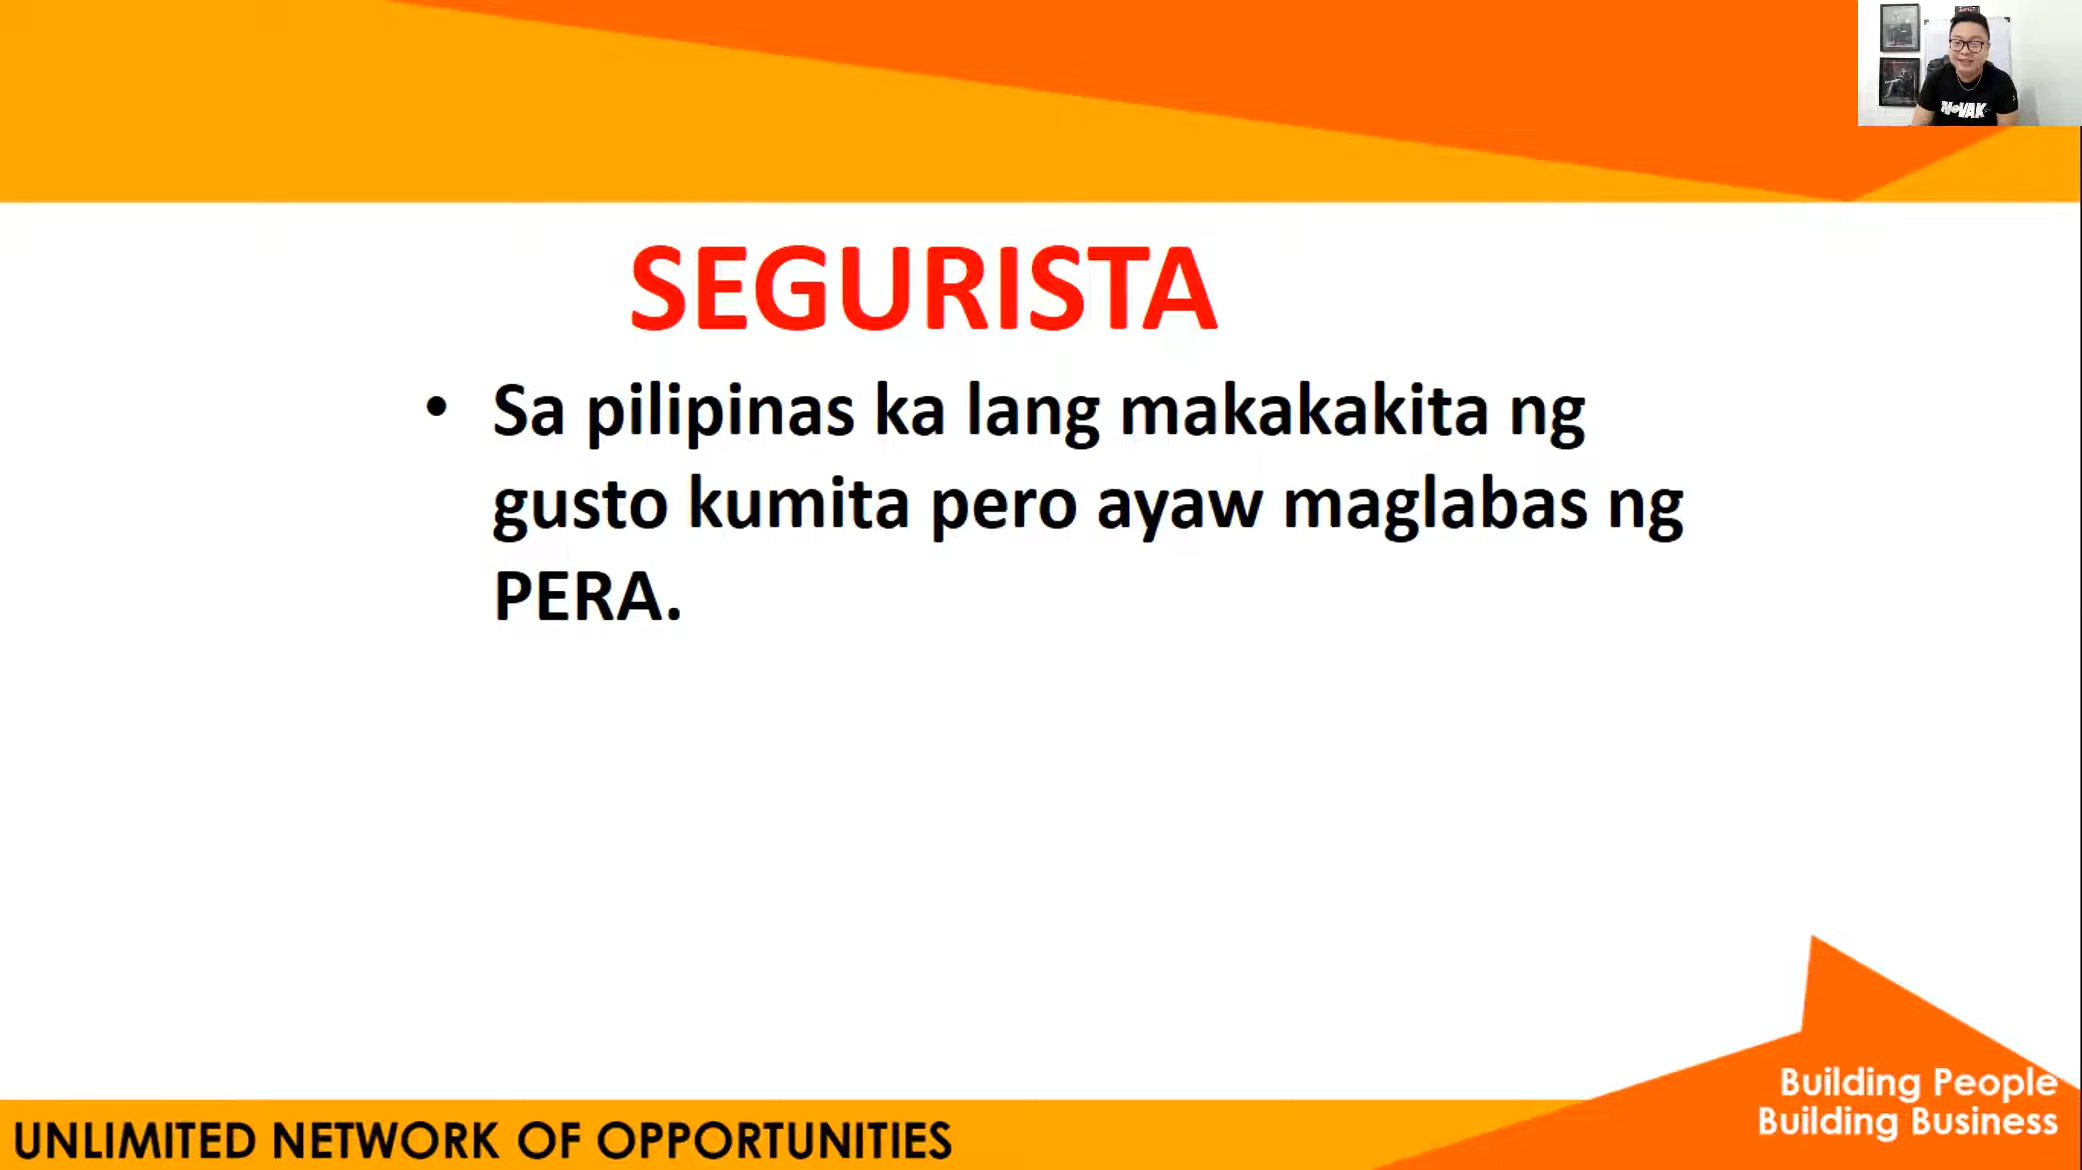 SEGURISTA
• Sa pilipinas ka lang makakakita ng
gusto kumita pero ayaw maglabas ng
PERA.
Building People
Building Business
UNLIMITED NETWORK OF OPPORTUNITIES
NOVAK